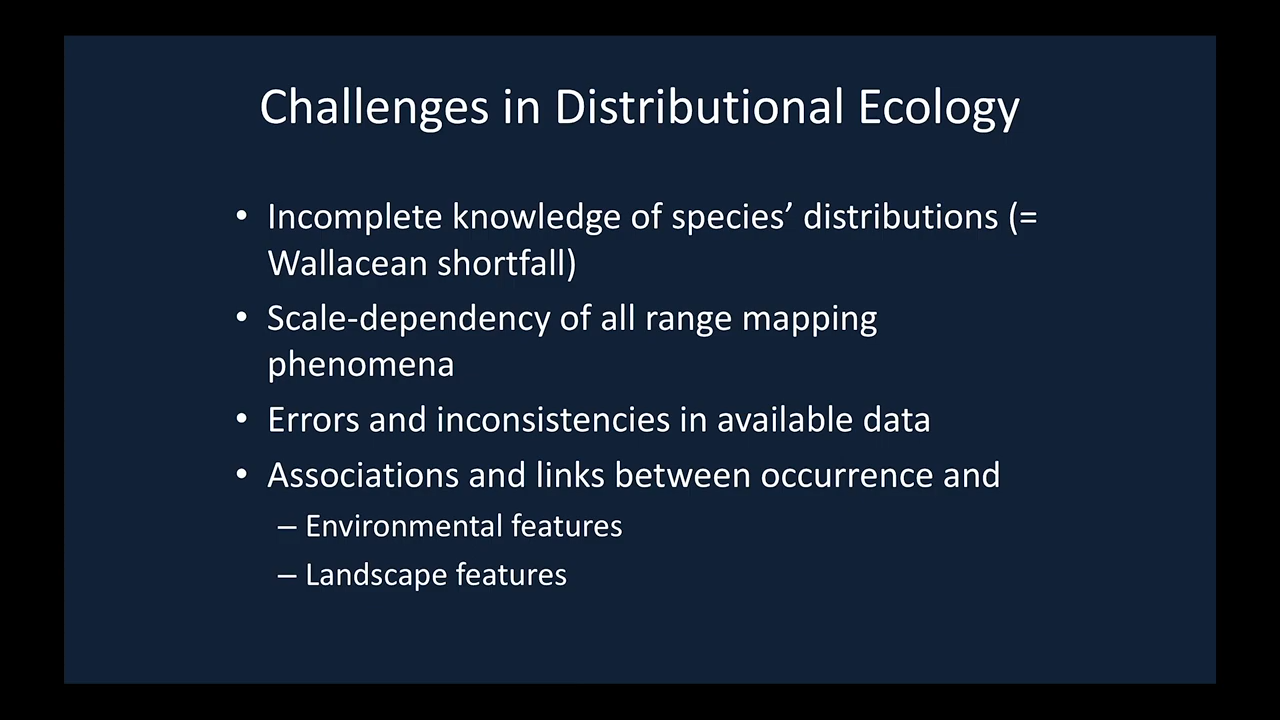 Challenges in Distributional Ecology
• Incomplete knowledge of species’ distributions (=
Wallacean shortfall)
• Scale-dependency of all range mapping
phenomena
• Errors and inconsistencies in available data
• Associations and links between occurrence and
– Environmental features
– Landscape features